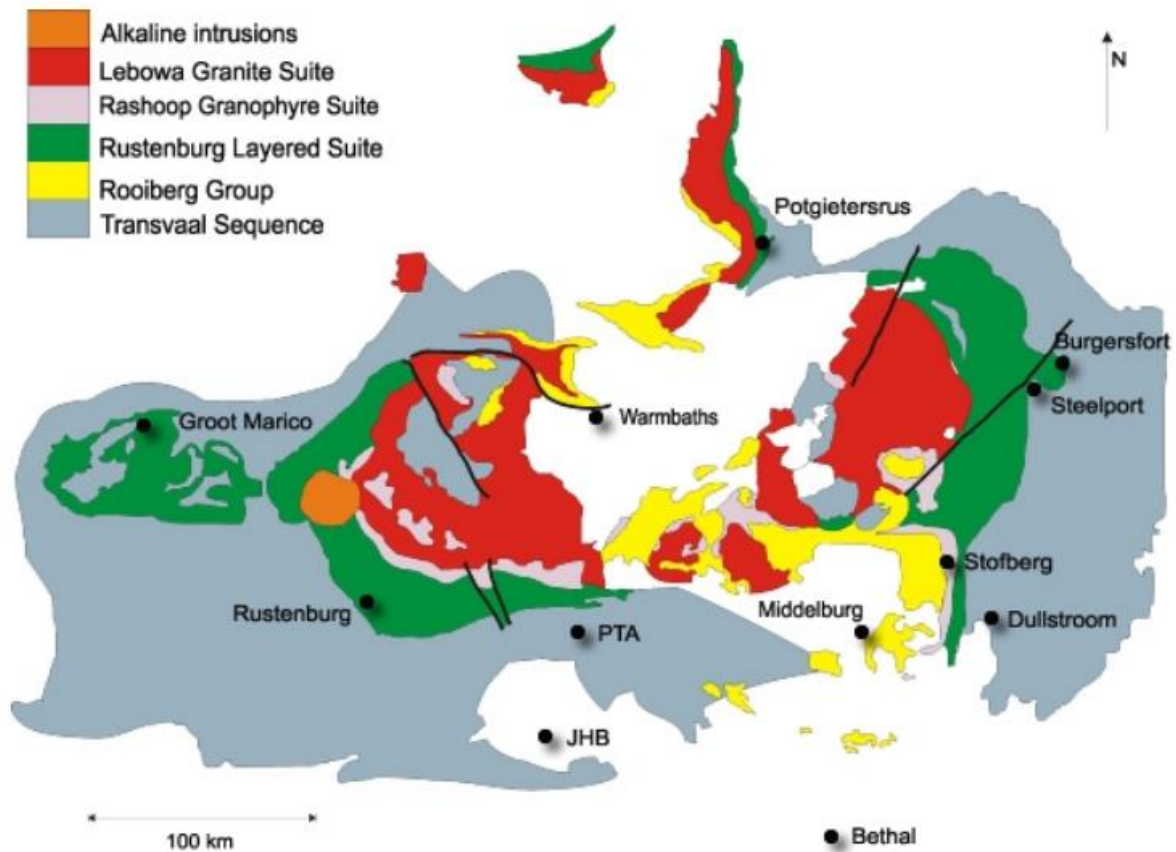 Alkaline intrusions
Lebowa Granite Suite
Rashoop Granophyre Suite
Rustenburg Layered Suite
Rooiberg Group
Transvaal Sequence
N
Potgietersrus
Burgersfort
Steelport
Groot Marico
Warmbaths
Stofberg
Rustenburg
Middelburg
Dullstroom
PTA
JHB
100 km
Bethal